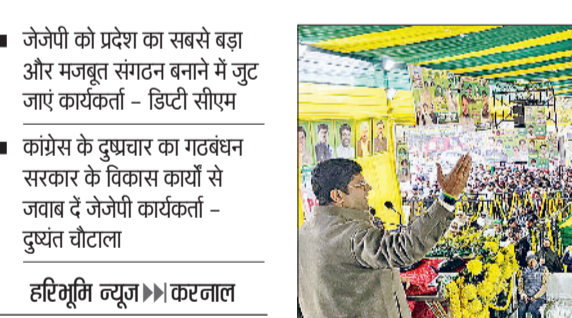 जेजेपी को प्रदेश का सबसे बड़ा
और मजबूत संगठन बनाने में जुट
जाएं कार्यकर्ता – डिप्टी सीएम
कांग्रेस के दुष्प्रचार का गठबंधन
सरकार के विकास कार्यों से
जवाब दें जेजेपी कार्यकर्ता –
दुष्यंत चौटाला
हरिभूमि न्यूज करनाल